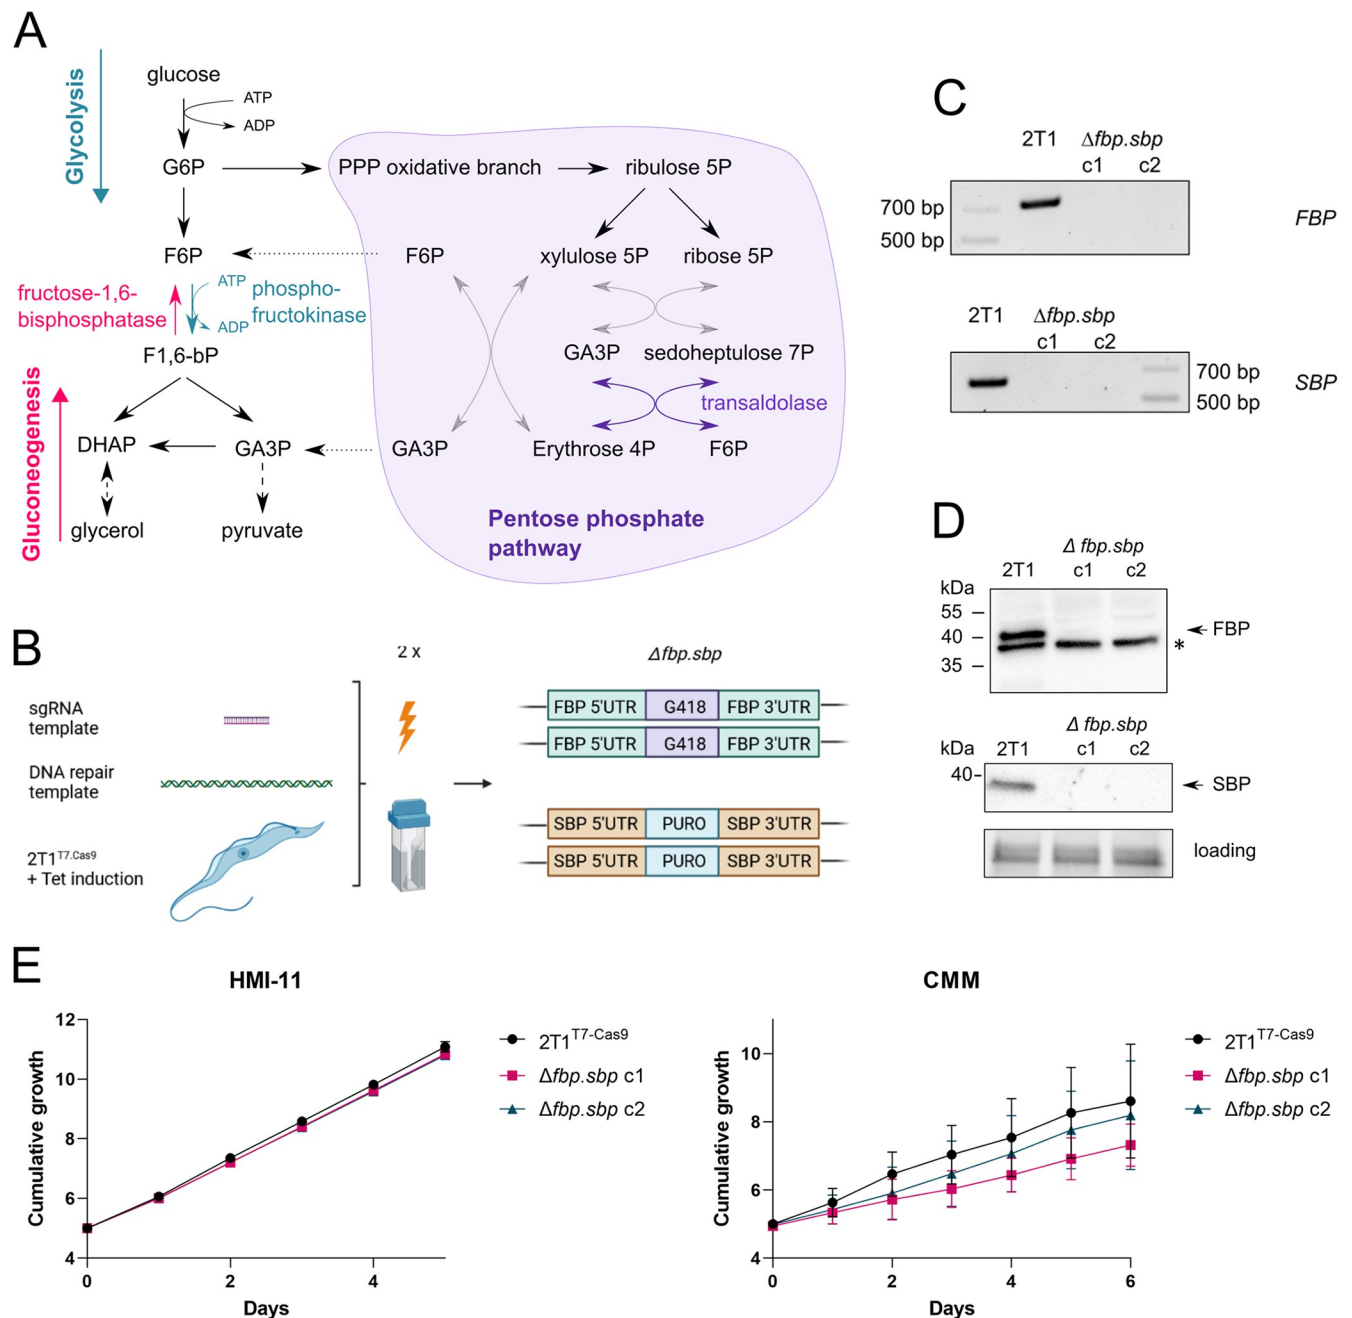 A
Glycolysis
glucose
ATP
ADP
G6P
PPP oxidative branch
ribulose 5P
F6P
F6P
xylulose 5P
ribose 5P
fructose-1,6-
bisphosphatase
ATP
ADP
phospho-
fructokinase
F1,6-bP
GA3P
sedoheptulose 7P
transaldolase
Gluconeogenesis
DHAP
GA3P
GA3P
Erythrose 4P
F6P
glycerol
pyruvate
Pentose phosphate
pathway
B
sgRNA
template
DNA repair
template
2T1T7.Cas9
+ Tet induction
2 x
Δfbp.sbp
FBP 5'UTR G418 FBP 3'UTR
FBP 5'UTR G418 FBP 3'UTR
SBP 5'UTR PURO SBP 3'UTR
SBP 5'UTR PURO SBP 3'UTR
C
2T1 Δfbp.sbp
c1 c2
700 bp
500 bp
FBP
2T1 Δfbp.sbp
c1 c2
700 bp
500 bp
SBP
D
Δ fbp.sbp
2T1 c1 c2
kDa
55
40
35
FBP
*
Δ fbp.sbp
kDa 2T1 c1 c2
40
SBP
loading
E
HMI-11
Cumulative growth
12
10
8
6
4
0 2 4
Days
2T1T7-Cas9
Δfbp.sbp c1
Δfbp.sbp c2
CMM
Cumulative growth
10
8
6
4
0 2 4 6
Days
2T1T7-Cas9
Δfbp.sbp c1
Δfbp.sbp c2